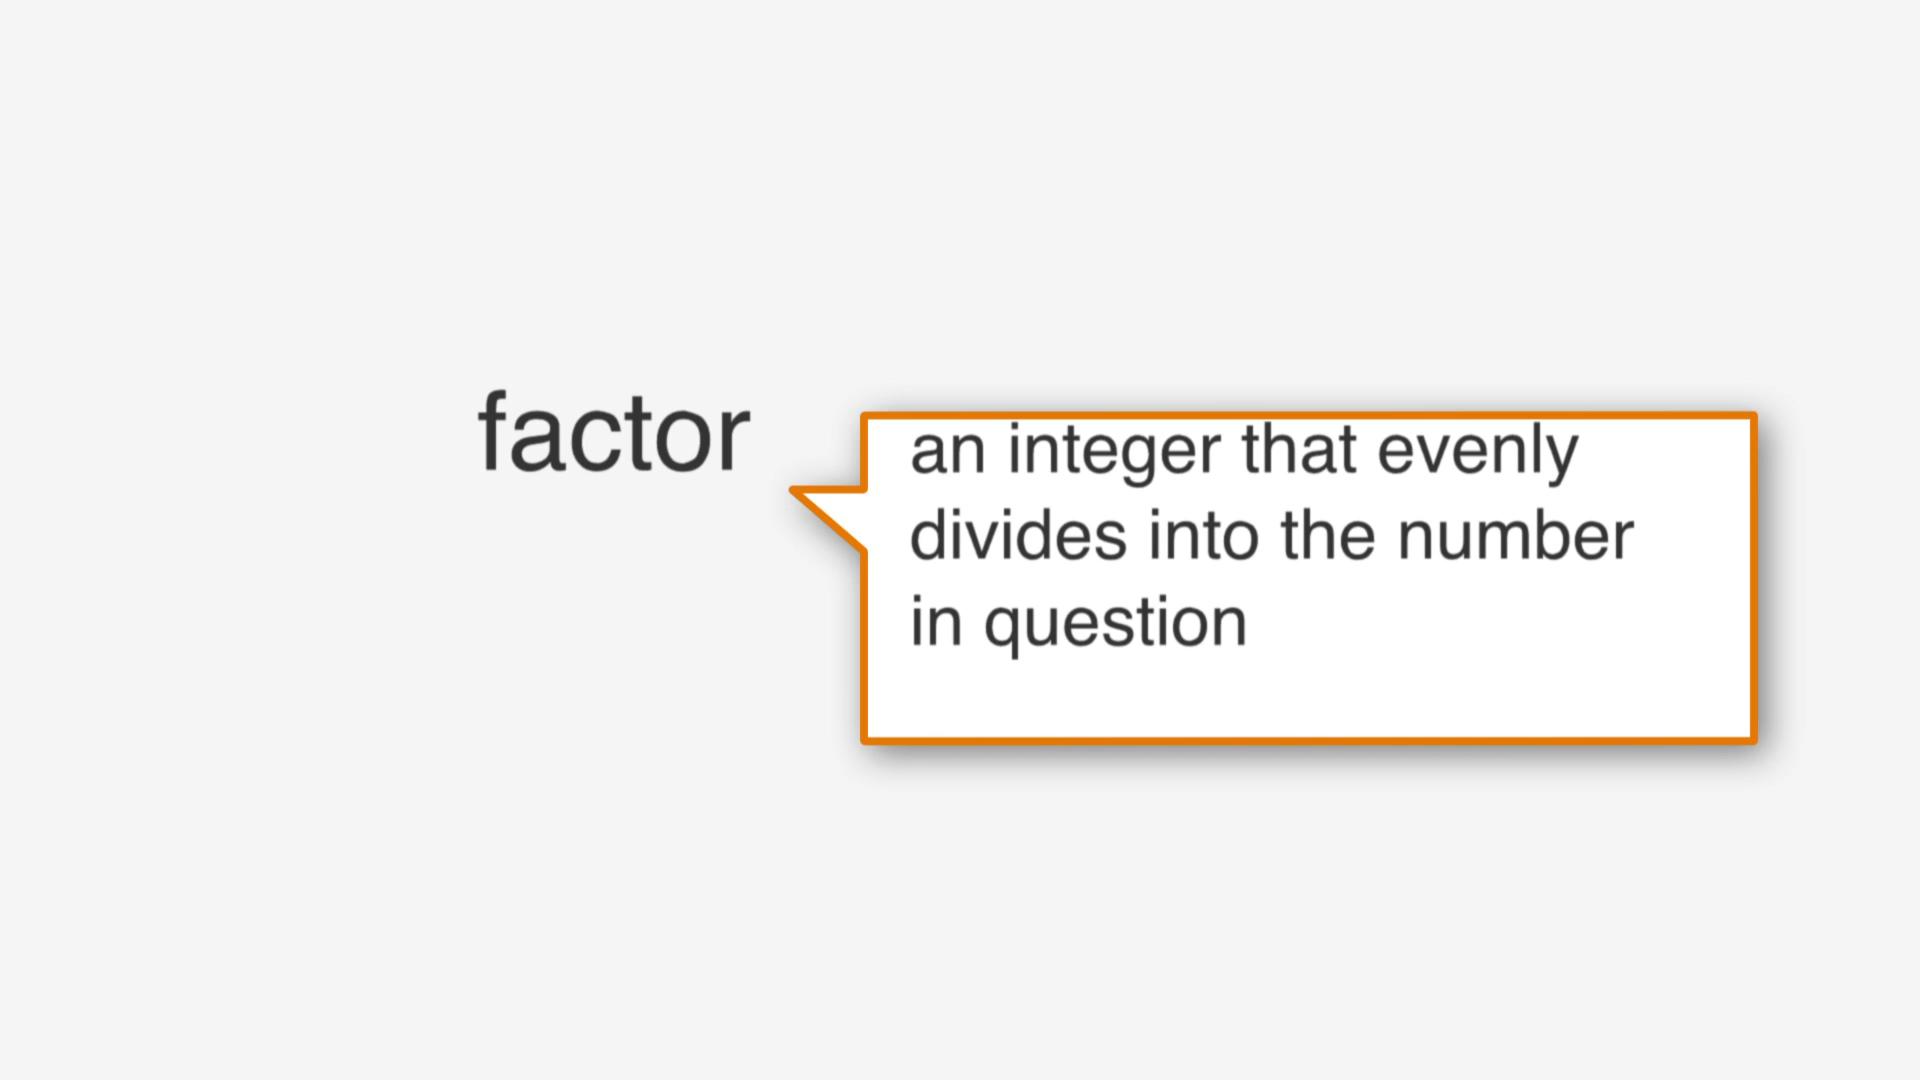 factor
an integer that evenly
divides into the number
in question